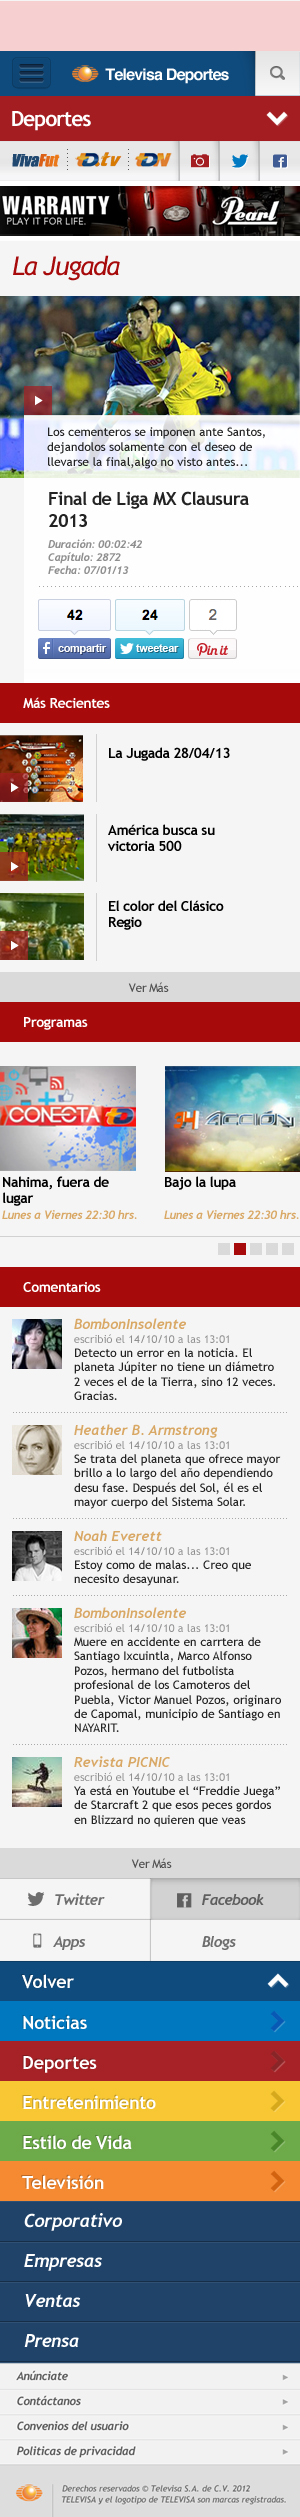 Televisa Deportes
Deportes
VivaFut TD.tv TDN
WARRANTY
PLAY IT FOR LIFE.
Pearl
La Jugada
Los cementeros se imponen ante Santos,
dejandolos solamente con el deseo de
llevarse la final,algo no visto antes...
Final de Liga MX Clausura
2013
Duración: 00:02:42
Capítulo: 2872
Fecha: 07/01/13
42 24 2
compartir tweetear Pin it
Más Recientes
La Jugada 28/04/13
América busca su
victoria 500
El color del Clásico
Regio
Ver Más
Programas
CONECTA TD
ACCIÓN
Nahima, fuera de
lugar
Lunes a Viernes 22:30 hrs.
Bajo la lupa
Lunes a Viernes 22:30 hrs.
Comentarios
BombonInsolente
escribió el 14/10/10 a las 13:01
Detecto un error en la noticia. El
planeta Júpiter no tiene un diámetro
2 veces el de la Tierra, sino 12 veces.
Gracias.
Heather B. Armstrong
escribió el 14/10/10 a las 13:01
Se trata del planeta que ofrece mayor
brillo a lo largo del año dependiendo
desu fase. Después del Sol, él es el
mayor cuerpo del Sistema Solar.
Noah Everett
escribió el 14/10/10 a las 13:01
Estoy como de malas... Creo que
necesito desayunar.
BombonInsolente
escribió el 14/10/10 a las 13:01
Muere en accidente en carrtera de
Santiago Ixcuintla, Marco Alfonso
Pozos, hermano del futbolista
profesional de los Camoteros del
Puebla, Victor Manuel Pozos, originaro
de Capomal, municipio de Santiago en
NAYARIT.
Revista PICNIC
escribió el 14/10/10 a las 13:01
Ya está en Youtube el “Freddie Juega”
de Starcraft 2 que esos peces gordos
en Blizzard no quieren que veas
Ver Más
Twitter Facebook
Apps Blogs
Volver
Noticias
Deportes
Entretenimiento
Estilo de Vida
Televisión
Corporativo
Empresas
Ventas
Prensa
Anúnciate
Contáctanos
Convenios del usuario
Politicas de privacidad
Derechos reservados © Televisa S.A. de C.V. 2012
TELEVISA y el logotipo de TELEVISA son marcas registradas.